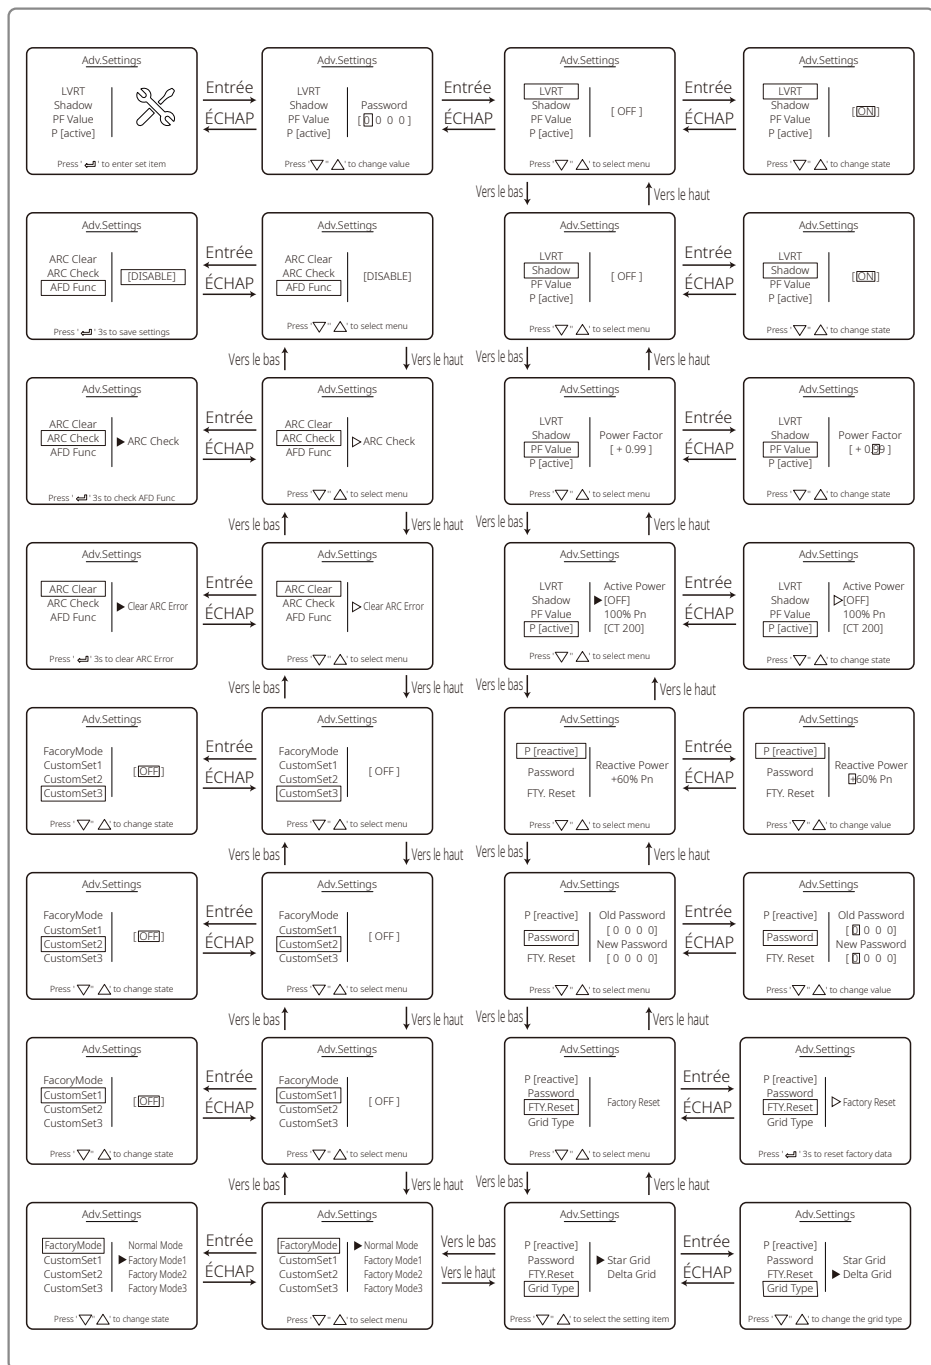 Adv.Settings
LVRT
Shadow
PF Value
P [active]
Press ' ' to enter set item
Entrée
ÉCHAP
Adv.Settings
LVRT
Shadow
PF Value
P [active]
Password
[ 0 0 0 0 ]
Press '▽'' △' to change value
Entrée
ÉCHAP
Adv.Settings
LVRT
Shadow
PF Value
P [active]
[ OFF ]
Press '▽'' △' to select menu
Entrée
ÉCHAP
Adv.Settings
LVRT
Shadow
PF Value
P [active]
[ON]
Press '▽'' △' to change state
Vers le bas
Vers le haut
Adv.Settings
ARC Clear
ARC Check
AFD Func
[DISABLE]
Press ' ' 3s to save settings
Entrée
ÉCHAP
Adv.Settings
ARC Clear
ARC Check
AFD Func
[DISABLE]
Press '▽'' △' to select menu
Adv.Settings
LVRT
Shadow
PF Value
P [active]
[ OFF ]
Press '▽'' △' to select menu
Entrée
ÉCHAP
Adv.Settings
LVRT
Shadow
PF Value
P [active]
[ON]
Press '▽'' △' to change state
Vers le bas
Vers le haut
Vers le bas
Vers le haut
Adv.Settings
ARC Clear
ARC Check
AFD Func
▶ ARC Check
Press ' ' 3s to check AFD Func
Entrée
ÉCHAP
Adv.Settings
ARC Clear
ARC Check
AFD Func
▷ ARC Check
Press '▽'' △' to select menu
Adv.Settings
LVRT
Shadow
PF Value
P [active]
Power Factor
[ + 0.99 ]
Press '▽'' △' to select menu
Entrée
ÉCHAP
Adv.Settings
LVRT
Shadow
PF Value
P [active]
Power Factor
[ + 0.99 ]
Press '▽'' △' to change state
Vers le bas
Vers le haut
Vers le bas
Vers le haut
Adv.Settings
ARC Clear
ARC Check
AFD Func
▶ Clear ARC Error
Press ' ' 3s to clear ARC Error
Entrée
ÉCHAP
Adv.Settings
ARC Clear
ARC Check
AFD Func
▷ Clear ARC Error
Press '▽'' △' to select menu
Adv.Settings
LVRT
Shadow
PF Value
P [active]
Active Power
▶[OFF]
100% Pn
[CT 200]
Press '▽'' △' to select menu
Entrée
ÉCHAP
Adv.Settings
LVRT
Shadow
PF Value
P [active]
Active Power
▷[OFF]
100% Pn
[CT 200]
Press '▽'' △' to change state
Vers le bas
Vers le haut
Vers le bas
Vers le haut
Adv.Settings
FacoryMode
CustomSet1
CustomSet2
CustomSet3
[OFF]
Press '▽'' △' to change state
Entrée
ÉCHAP
Adv.Settings
FacoryMode
CustomSet1
CustomSet2
CustomSet3
[ OFF ]
Press '▽'' △' to select menu
Adv.Settings
P [reactive]
Password
FTY. Reset
Reactive Power
+60% Pn
Press '▽'' △' to select menu
Entrée
ÉCHAP
Adv.Settings
P [reactive]
Password
FTY. Reset
Reactive Power
+60% Pn
Press '▽'' △' to change value
Vers le bas
Vers le haut
Vers le bas
Vers le haut
Adv.Settings
FacoryMode
CustomSet1
CustomSet2
CustomSet3
[OFF]
Press '▽'' △' to change state
Entrée
ÉCHAP
Adv.Settings
FacoryMode
CustomSet1
CustomSet2
CustomSet3
[ OFF ]
Press '▽'' △' to select menu
Adv.Settings
P [reactive]
Password
FTY. Reset
Old Password
[ 0 0 0 0]
New Password
[ 0 0 0 0]
Press '▽'' △' to select menu
Entrée
ÉCHAP
Adv.Settings
P [reactive]
Password
FTY. Reset
Old Password
[ 0 0 0 0]
New Password
[ 0 0 0 0]
Press '▽'' △' to change value
Vers le bas
Vers le haut
Vers le bas
Vers le haut
Adv.Settings
FacoryMode
CustomSet1
CustomSet2
CustomSet3
[OFF]
Press '▽'' △' to change state
Entrée
ÉCHAP
Adv.Settings
FacoryMode
CustomSet1
CustomSet2
CustomSet3
[ OFF ]
Press '▽'' △' to select menu
Adv.Settings
P [reactive]
Password
FTY.Reset
Grid Type
Factory Reset
Press '▽'' △' to select menu
Entrée
ÉCHAP
Adv.Settings
P [reactive]
Password
FTY.Reset
Grid Type
▷ Factory Reset
Press ' ' 3s to reset factory data
Vers le bas
Vers le haut
Vers le bas
Vers le haut
Adv.Settings
FactoryMode
CustomSet1
CustomSet2
CustomSet3
Normal Mode
▶ Factory Mode1
Factory Mode2
Factory Mode3
Press '▽'' △' to change state
Entrée
ÉCHAP
Adv.Settings
FactoryMode
CustomSet1
CustomSet2
CustomSet3
▶ Normal Mode
Factory Mode1
Factory Mode2
Factory Mode3
Press '▽'' △' to select menu
Vers le bas
Vers le haut
Adv.Settings
P [reactive]
Password
FTY.Reset
Grid Type
▶ Star Grid
Delta Grid
Press '▽'' △' to select the setting item
Entrée
ÉCHAP
Adv.Settings
P [reactive]
Password
FTY.Reset
Grid Type
Star Grid
▶ Delta Grid
Press '▽'' △' to change the grid type